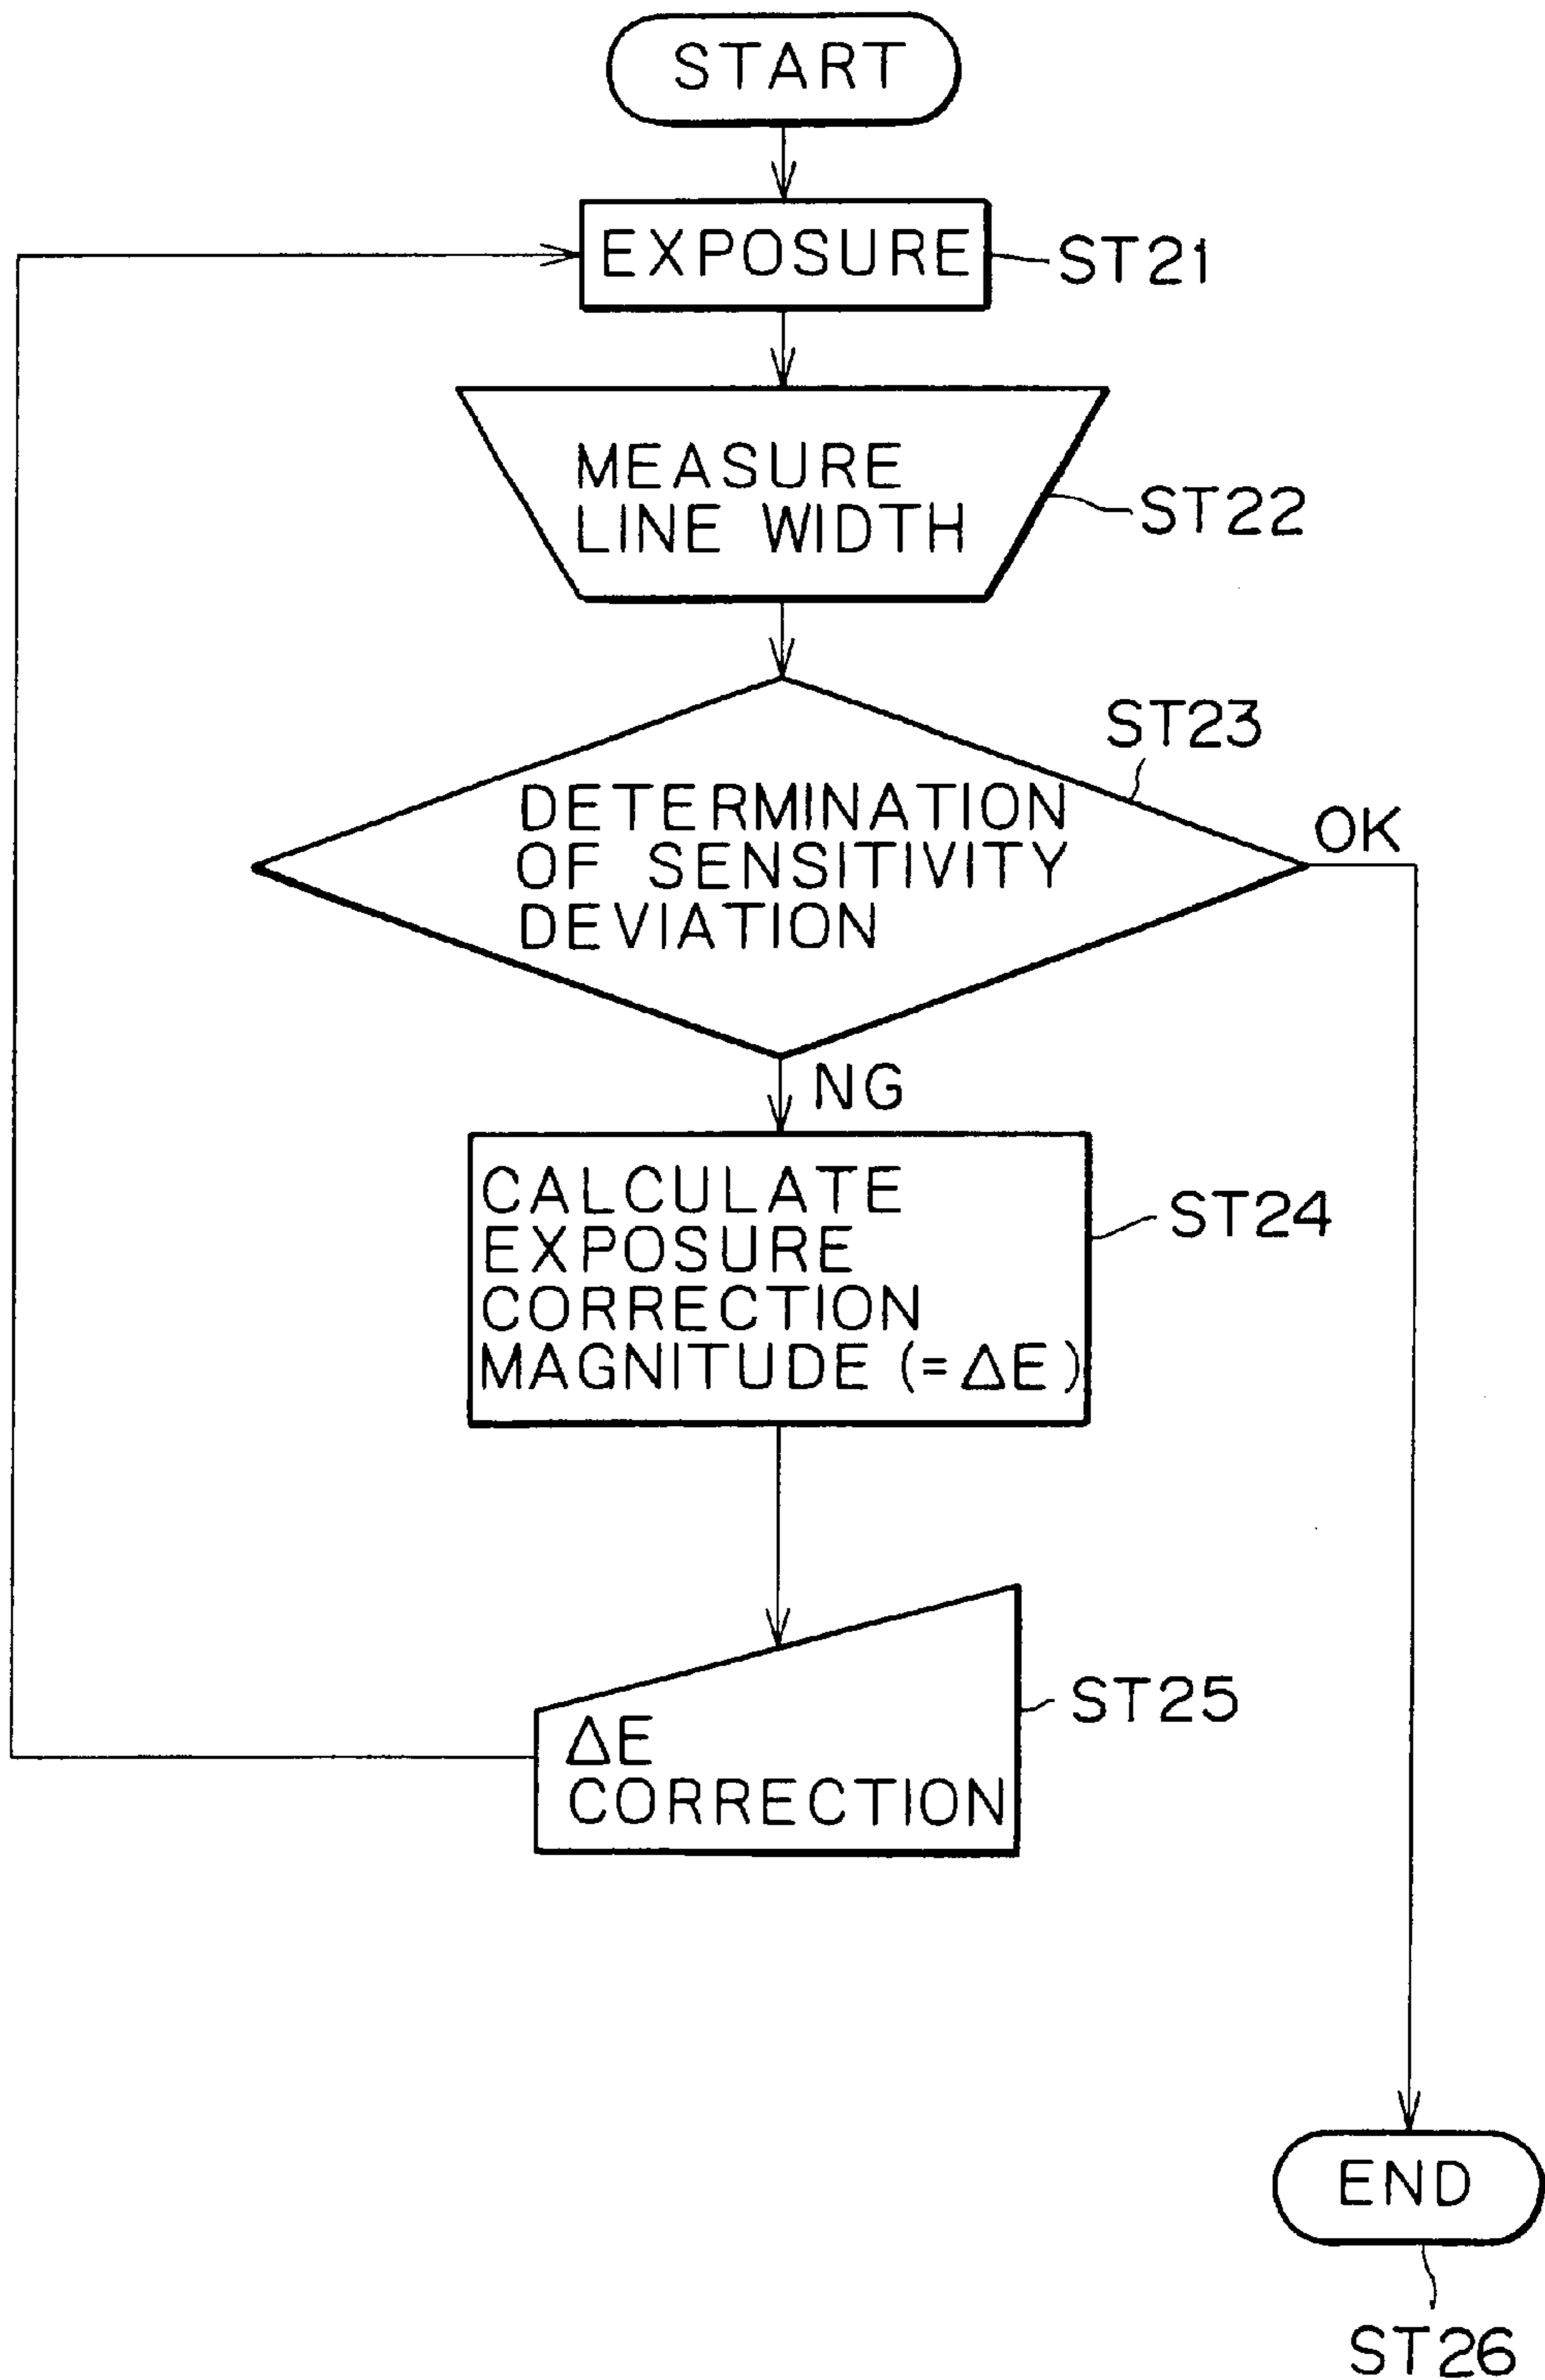 START
EXPOSURE
ST21
MEASURE
LINE WIDTH
ST22
ST23
DETERMINATION
OF SENSITIVITY
DEVIATION
OK
NG
CALCULATE
EXPOSURE
CORRECTION
MAGNITUDE (=ΔE)
ST24
ST25
ΔE
CORRECTION
END
ST26